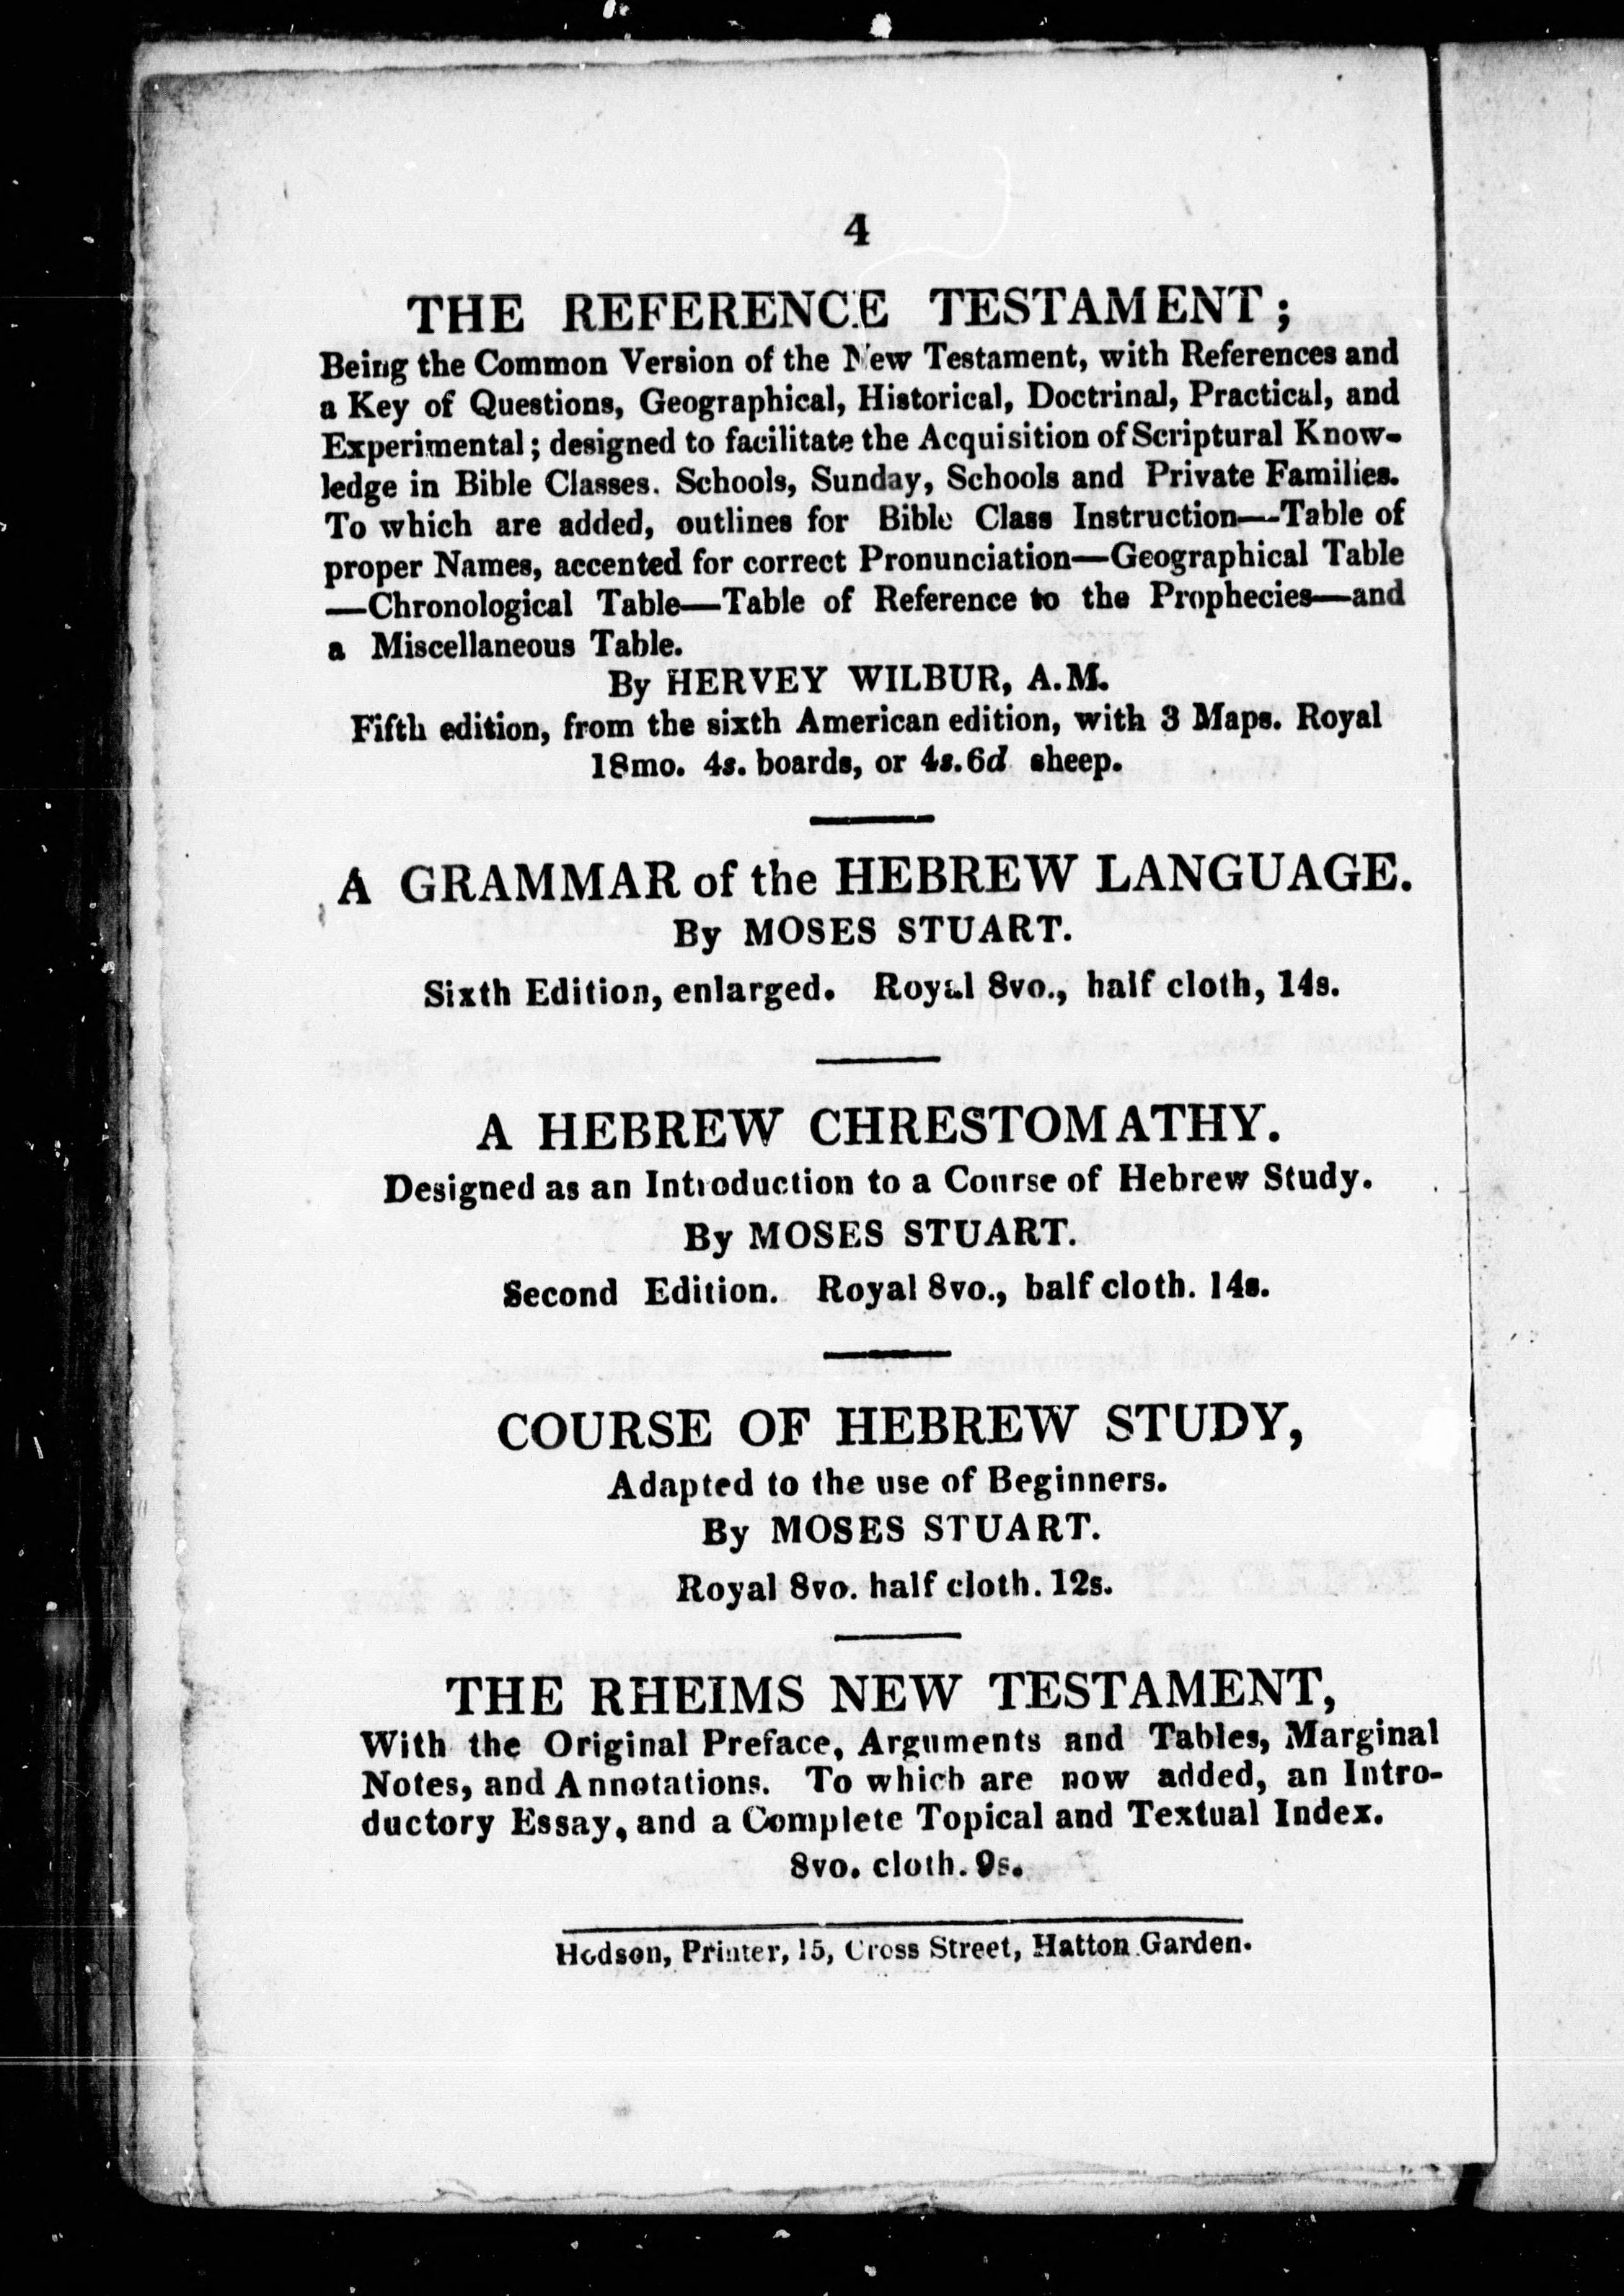 4
THE REFERENCE TESTAMENT;
Being the Common Version of the New Testament, with References and
a Key of Questions, Geographical, Historical, Doctrinal, Practical, and
Experimental; designed to facilitate the Acquisition of Scriptural Know-
ledge in Bible Classes. Schools, Sunday, Schools and Private Families.
To which are added, outlines for Bible Class Instruction—Table of
proper Names, accented for correct Pronunciation—Geographical Table
—Chronological Table—Table of Reference to the Prophecies—and
a Miscellaneous Table.
By HERVEY WILBUR, A.M.
Fifth edition, from the sixth American edition, with 3 Maps. Royal
18mo. 4s. boards, or 4s. 6d sheep.
A GRAMMAR of the HEBREW LANGUAGE.
By MOSES STUART.
Sixth Edition, enlarged. Royal 8vo., half cloth, 14s.
A HEBREW CHRESTOMATHY.
Designed as an Introduction to a Course of Hebrew Study.
By MOSES STUART.
Second Edition. Royal 8vo., half cloth. 14s.
COURSE OF HEBREW STUDY,
Adapted to the use of Beginners.
By MOSES STUART.
Royal 8vo. half cloth. 12s.
THE RHEIMS NEW TESTAMENT,
With the Original Preface, Arguments and Tables, Marginal
Notes, and Annotations. To which are now added, an Intro-
ductory Essay, and a Complete Topical and Textual Index.
8vo. cloth. 9s.
Hodson, Printer, 15, Cross Street, Hatton Garden.